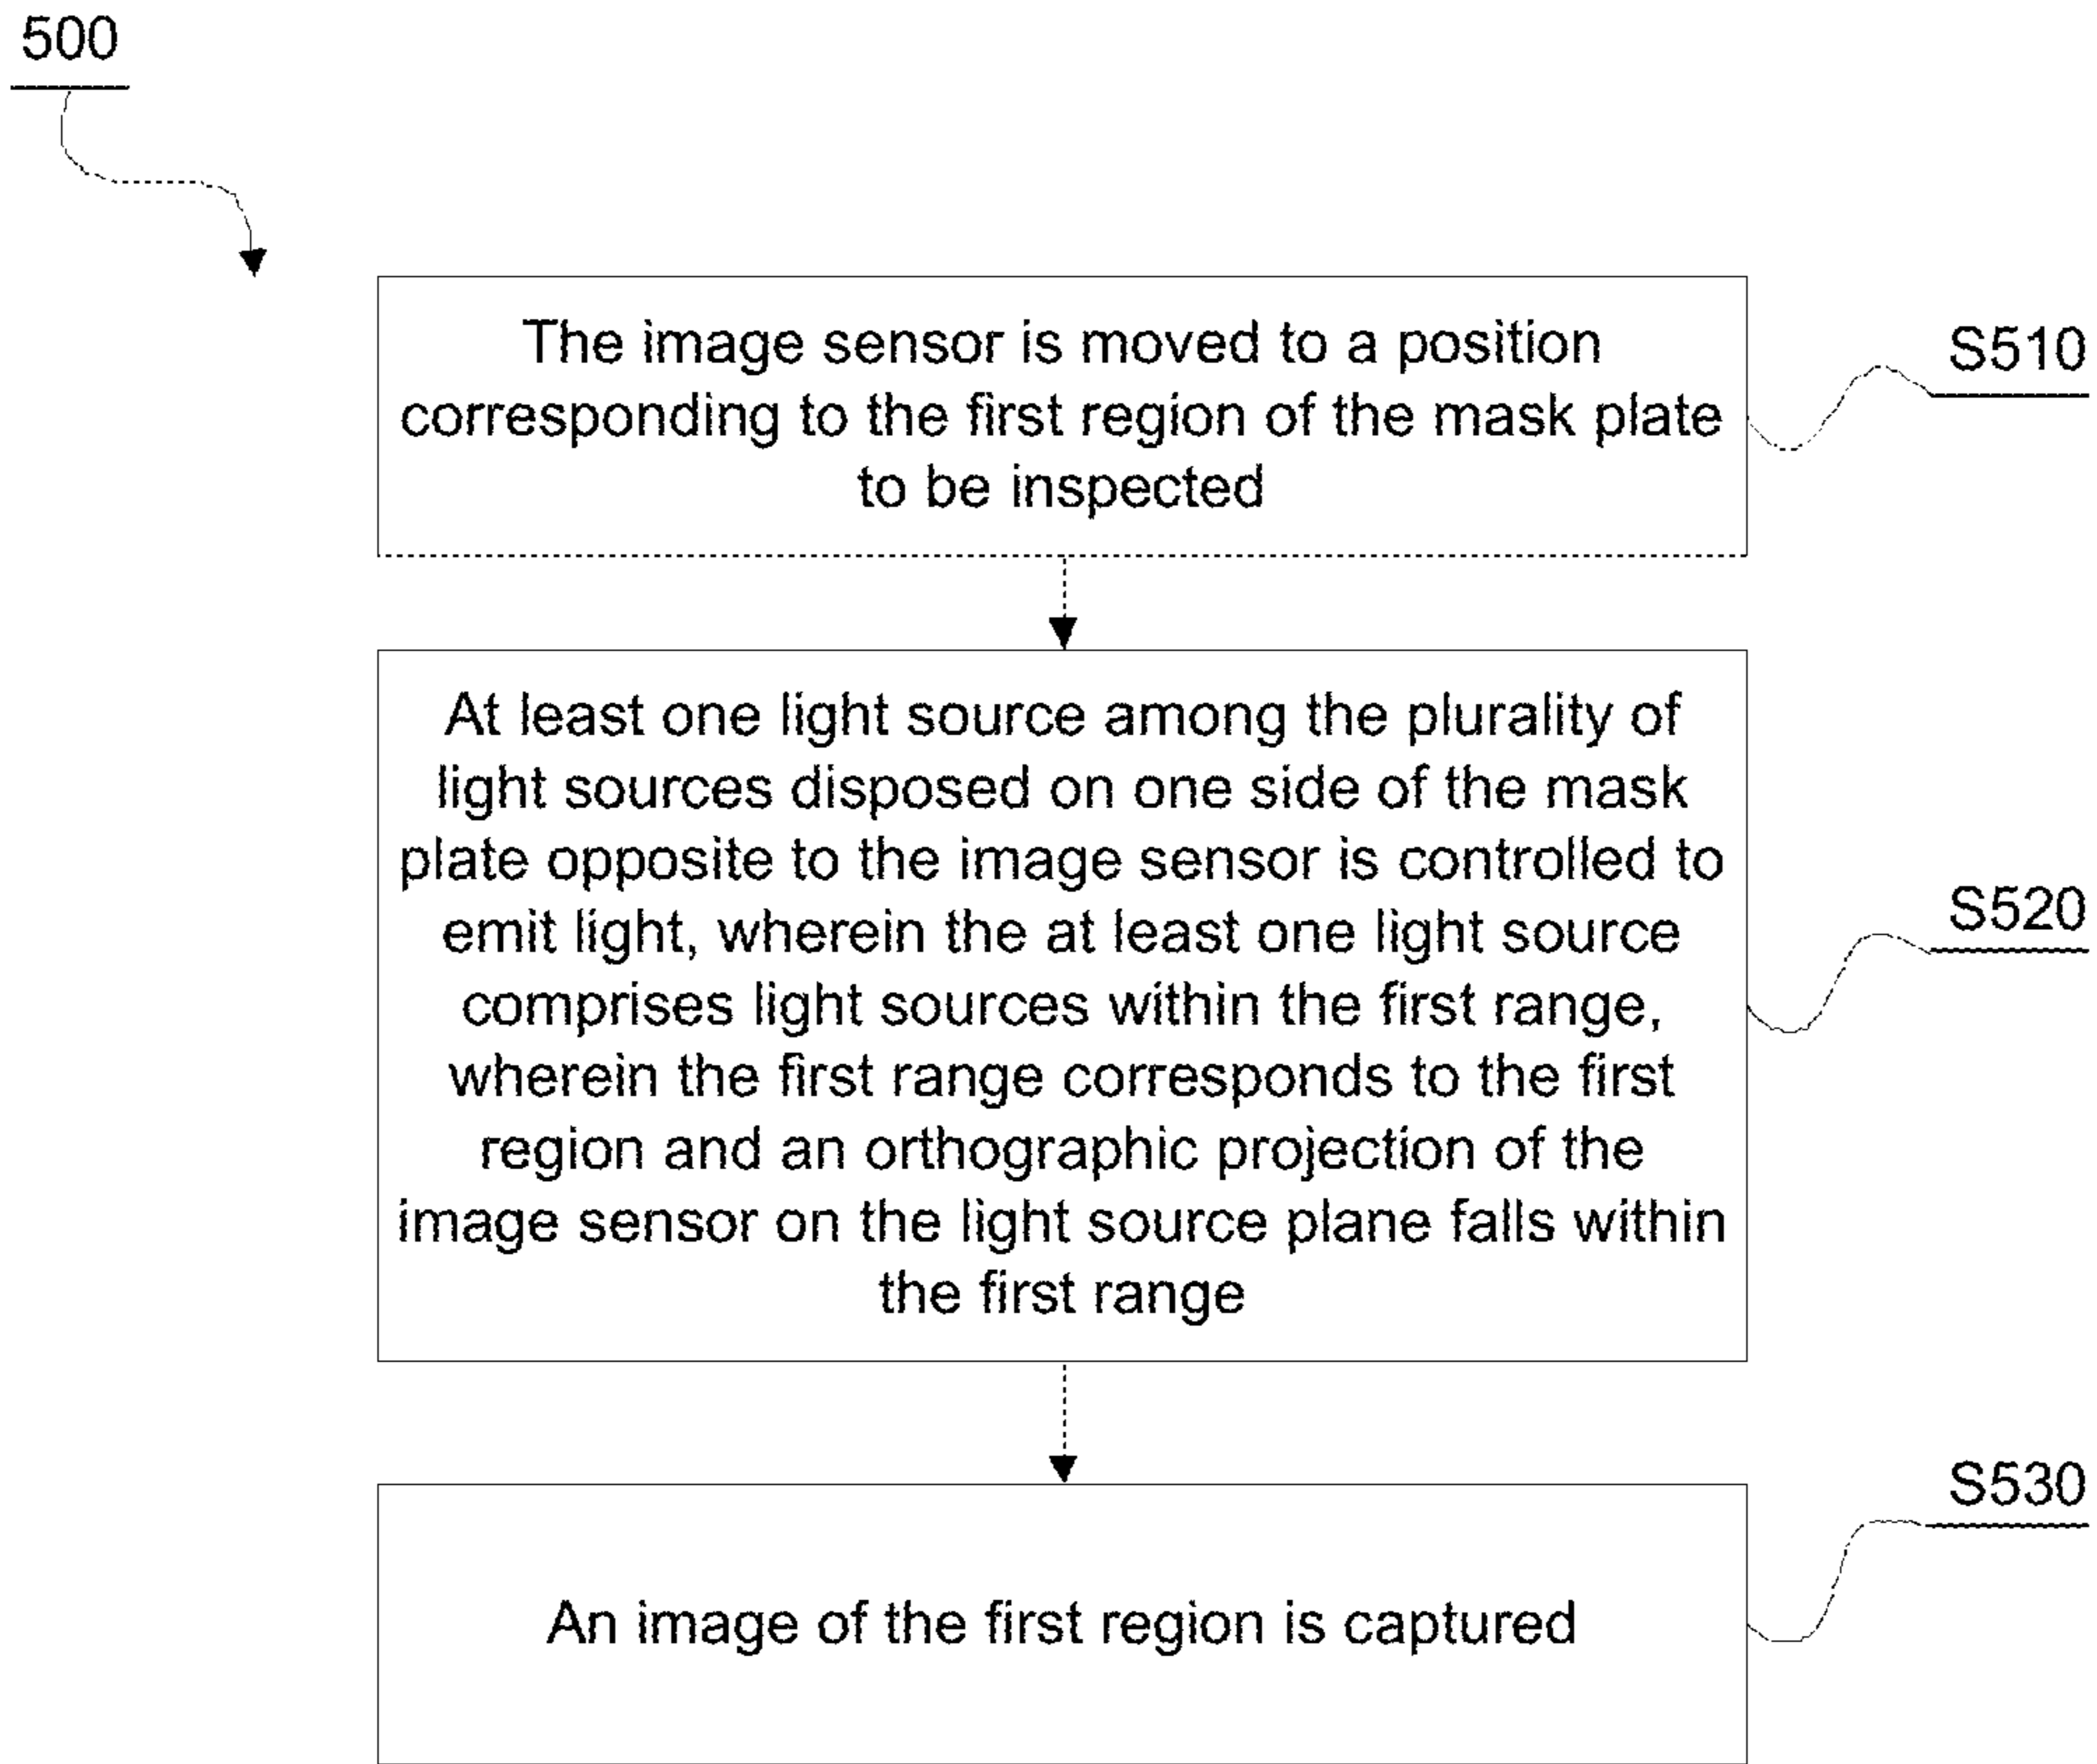 500
The image sensor is moved to a position
corresponding to the first region of the mask plate
to be inspected
S510
At least one light source among the plurality of
light sources disposed on one side of the mask
plate opposite to the image sensor is controlled to
emit light, wherein the at least one light source
comprises light sources within the first range,
wherein the first range corresponds to the first
region and an orthographic projection of the
image sensor on the light source plane falls within
the first range
S520
An image of the first region is captured
S530